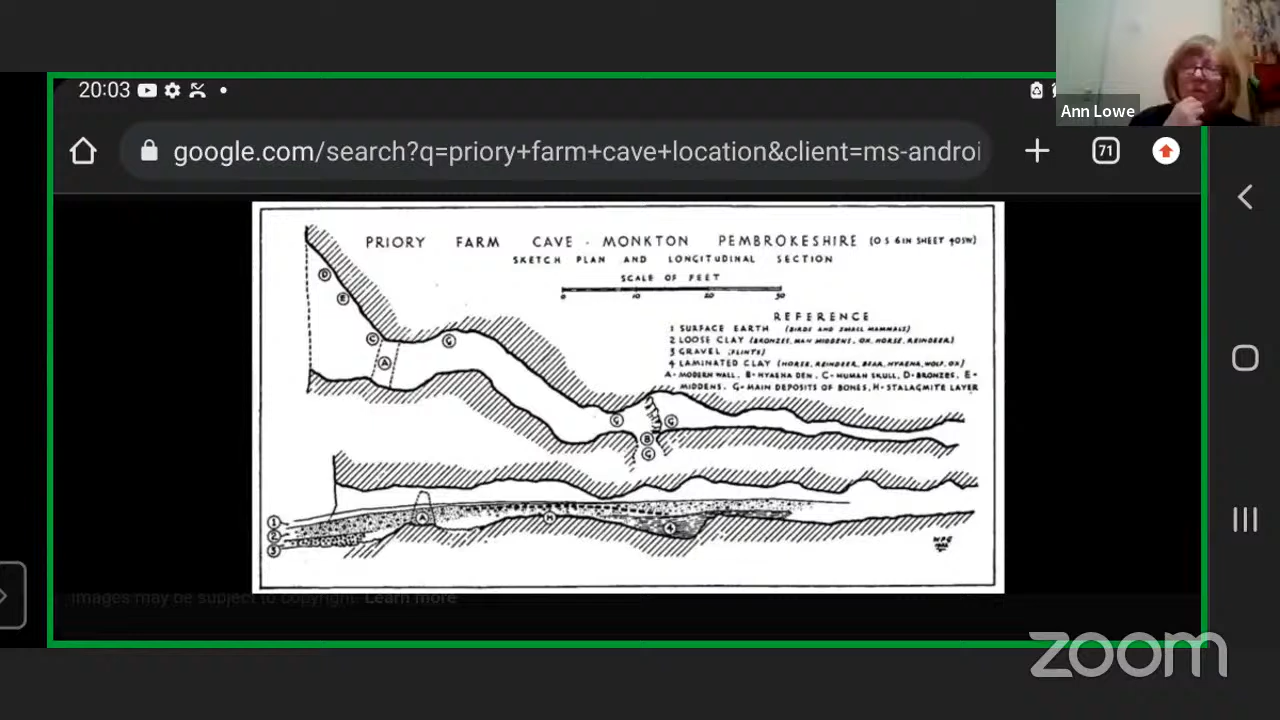 20:03
Ann Lowe
google.com/search?q=priory+farm+cave+location&client=ms-androi
71
PRIORY FARM CAVE - MONKTON PEMBROKESHIRE (OS 6IN SHEET 40SW)
SKETCH PLAN AND LONGITUDINAL SECTION
SCALE OF FEET
0 10 20 30
REFERENCE
1 SURFACE EARTH (BIRDS AND SMALL MAMMALS)
2 LOOSE CLAY (BRONZES, MAN MIDDENS, OX, HORSE, REINDEER)
3 GRAVEL (FLINTS)
4 LAMINATED CLAY (HORSE, REINDEER, BEAR, HYAENA, WOLF, OX)
A-MODERN WALL, B-HYAENA DEN, C-HUMAN SKULL, D-BRONZES, E-
MIDDENS, G-MAIN DEPOSITS OF BONES, H-STALAGMITE LAYER
D
E
C
A
G
G
G
B
G
1
2
3
A
H
4
Images may be subject to copyright. Learn more
zoom